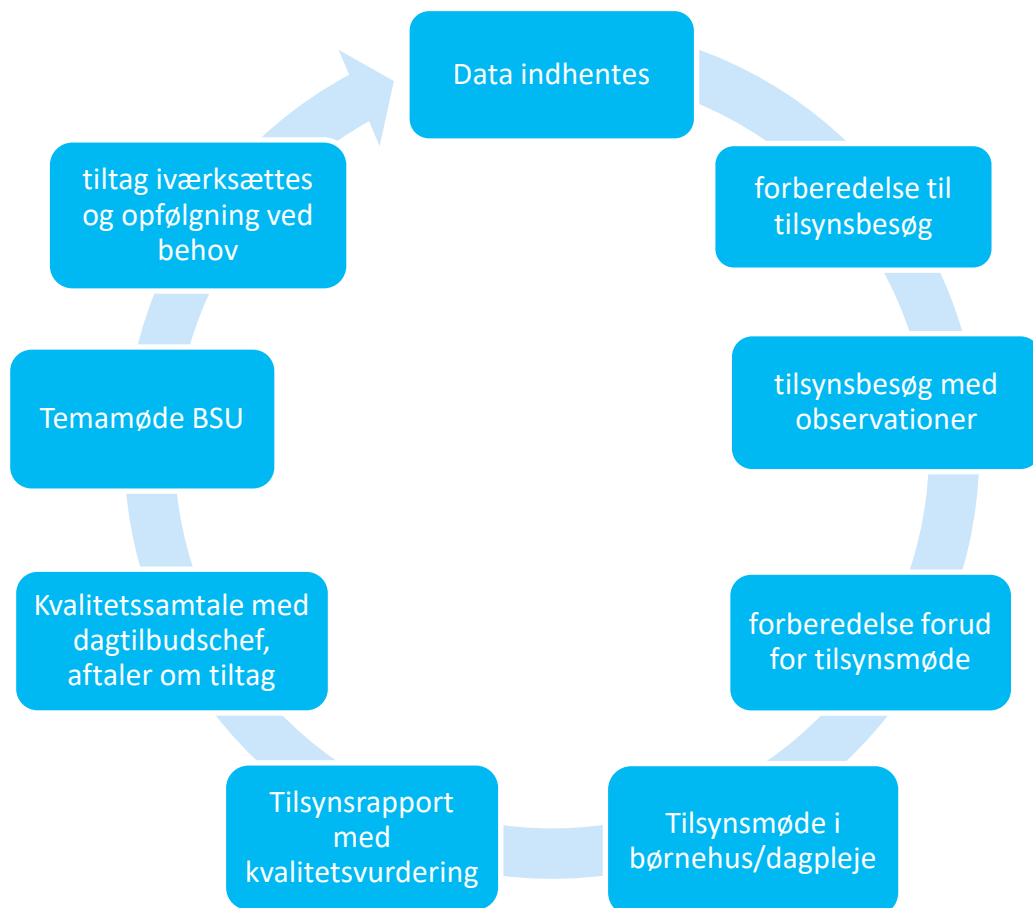 Data indhentes
forberedelse til
tilsynsbesøg
tilsynsbesøg med
observationer
forberedelse forud
for tilsynsmøde
Tilsynsmøde i
børnehus/dagpleje
Tilsynsrapport
med
kvalitetsvurdering
Kvalitetssamtale med
dagtilbudschef,
aftaler om tiltag
Temamøde BSU
tiltag iværksættes
og opfølgning ved
behov